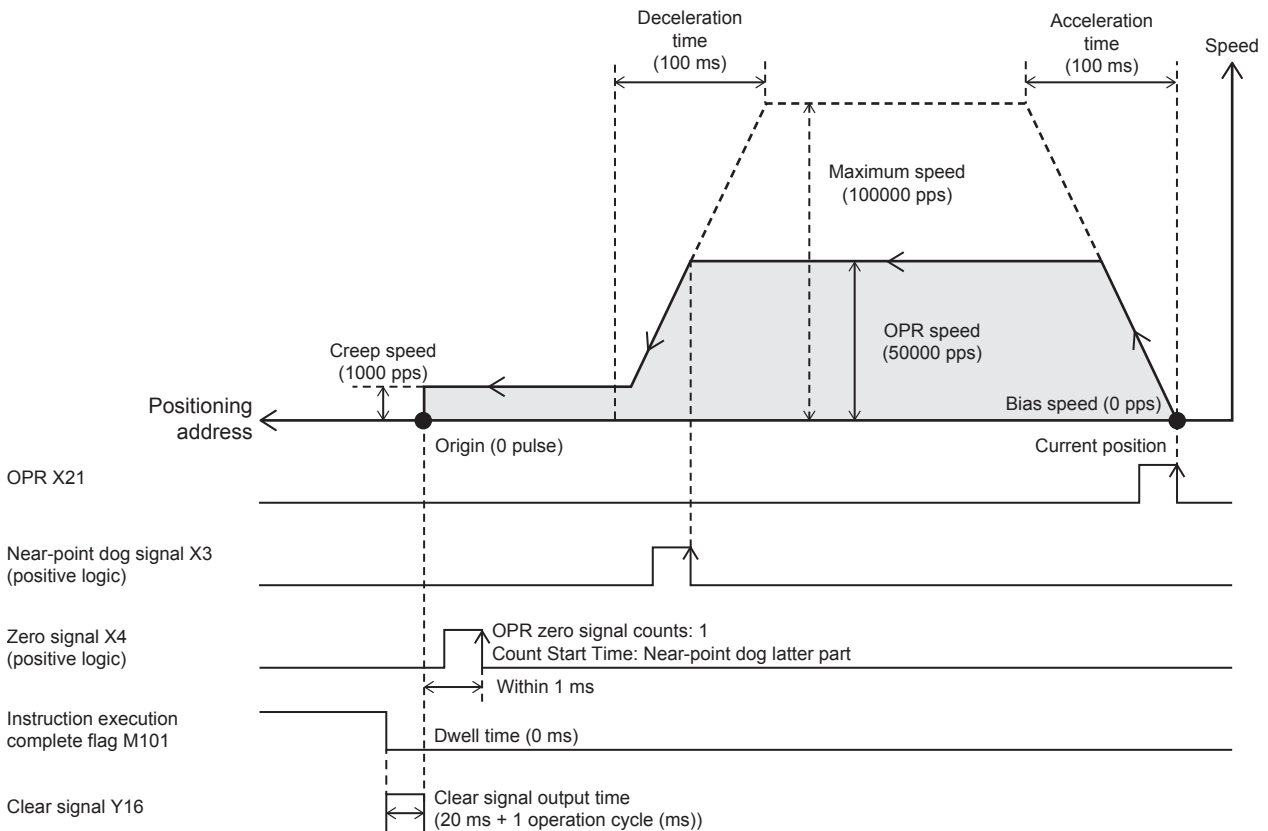 Deceleration
time
(100 ms)
Acceleration
time
(100 ms)
Speed
Maximum speed
(100000 pps)
OPR speed
(50000 pps)
Creep speed
(1000 pps)
Bias speed (0 pps)
Positioning
address
Origin (0 pulse)
Current position
OPR X21
Near-point dog signal X3
(positive logic)
Zero signal X4
(positive logic)
OPR zero signal counts: 1
Count Start Time: Near-point dog latter part
Within 1 ms
Instruction execution
complete flag M101
Dwell time (0 ms)
Clear signal Y16
Clear signal output time
(20 ms + 1 operation cycle (ms))